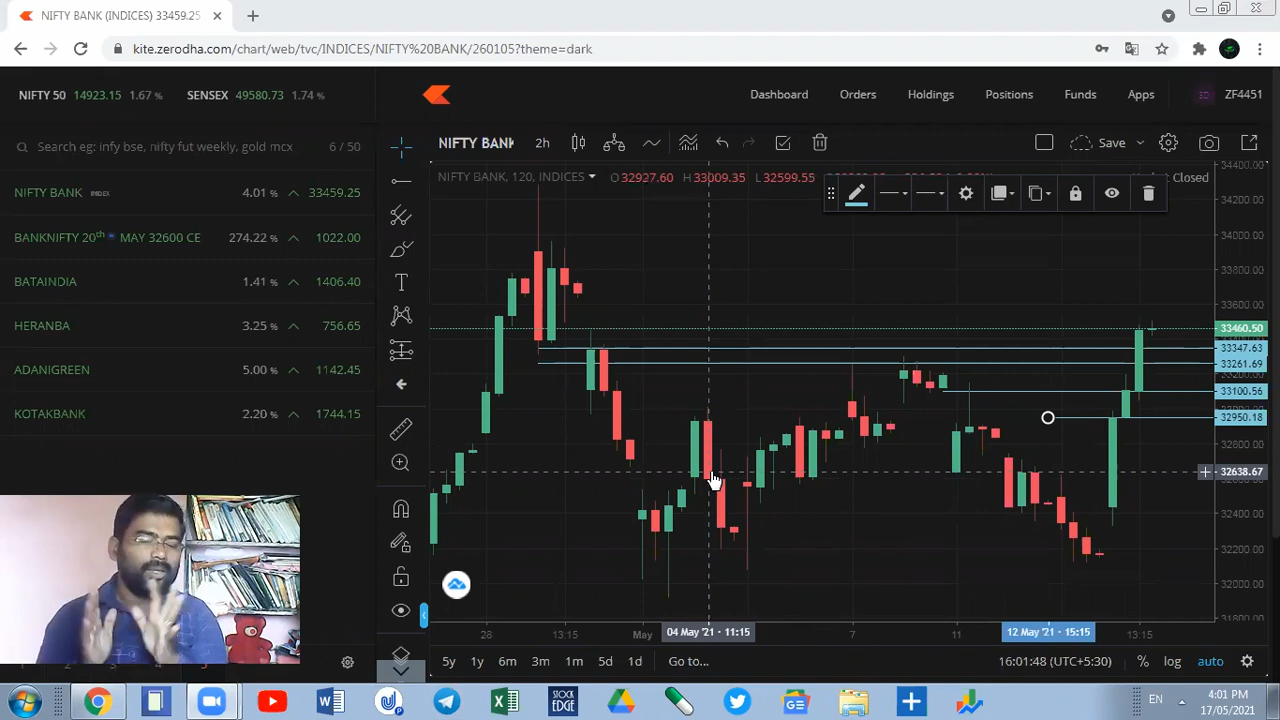 NIFTY BANK (INDICES) 33459.25
kite.zerodha.com/chart/web/tvc/INDICES/NIFTY%20BANK/260105?theme=dark
NIFTY 50 14923.15 1.67 % SENSEX 49580.73 1.74 %
Dashboard Orders Holdings Positions Funds Apps ZF4451
Search eg: infy bse, nifty fut weekly, gold mcx 6 / 50
NIFTY BANK INDEX 4.01 % 33459.25
BANKNIFTY 20th w MAY 32600 CE 274.22 % 1022.00
BATAINDIA 1.41 % 1406.40
HERANBA 3.25 % 756.65
ADANIGREEN 5.00 % 1142.45
KOTAKBANK 2.20 % 1744.15
NIFTY BANK 2h Save
NIFTY BANK, 120, INDICES O 32927.60 H 33009.35 L 32599.55 Closed
34400.00
34200.00
34000.00
33800.00
33600.00
33460.50
33347.63
33261.69
33100.56
32950.18
32800.00
32638.67
32400.00
32200.00
32000.00
28 13:15 May 04 May '21 - 11:15 7 11 12 May '21 - 15:15 13:15
5y 1y 6m 3m 1m 5d 1d Go to... 16:01:48 (UTC+5:30) % log auto
STOCK
EDGE
EN 4:01 PM
17/05/2021